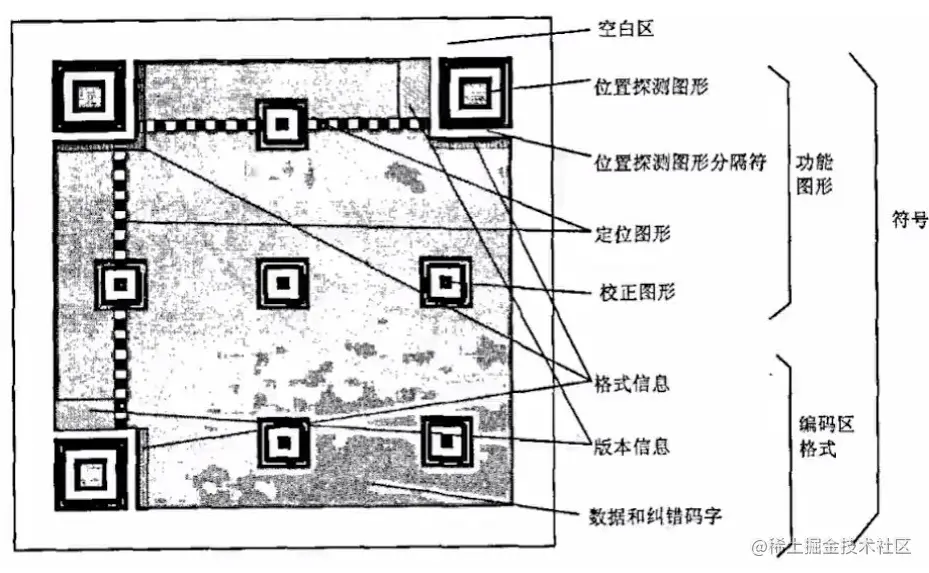 空白区
位置探测图形
位置探测图形分隔符
功能
图形
定位图形
符号
校正图形
格式信息
编码区
格式
版本信息
数据和纠错码字
@稀土掘金技术社区